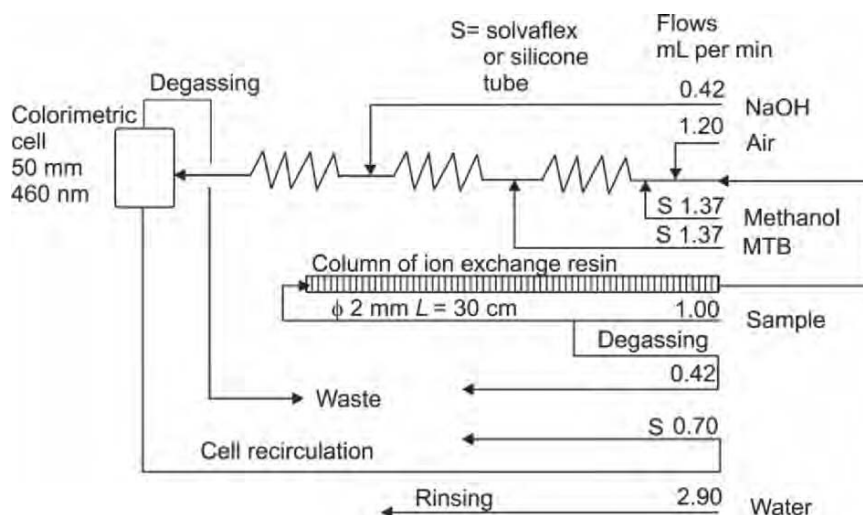 S= solvaflex
or silicone
tube
Flows
mL per min
Degassing
0.42
NaOH
Colorimetric
cell
50 mm
460 nm
1.20
Air
S 1.37
Methanol
S 1.37
MTB
Column of ion exchange resin
ϕ 2 mm L = 30 cm
1.00
Sample
Degassing
0.42
Waste
S 0.70
Cell recirculation
Rinsing
2.90
Water